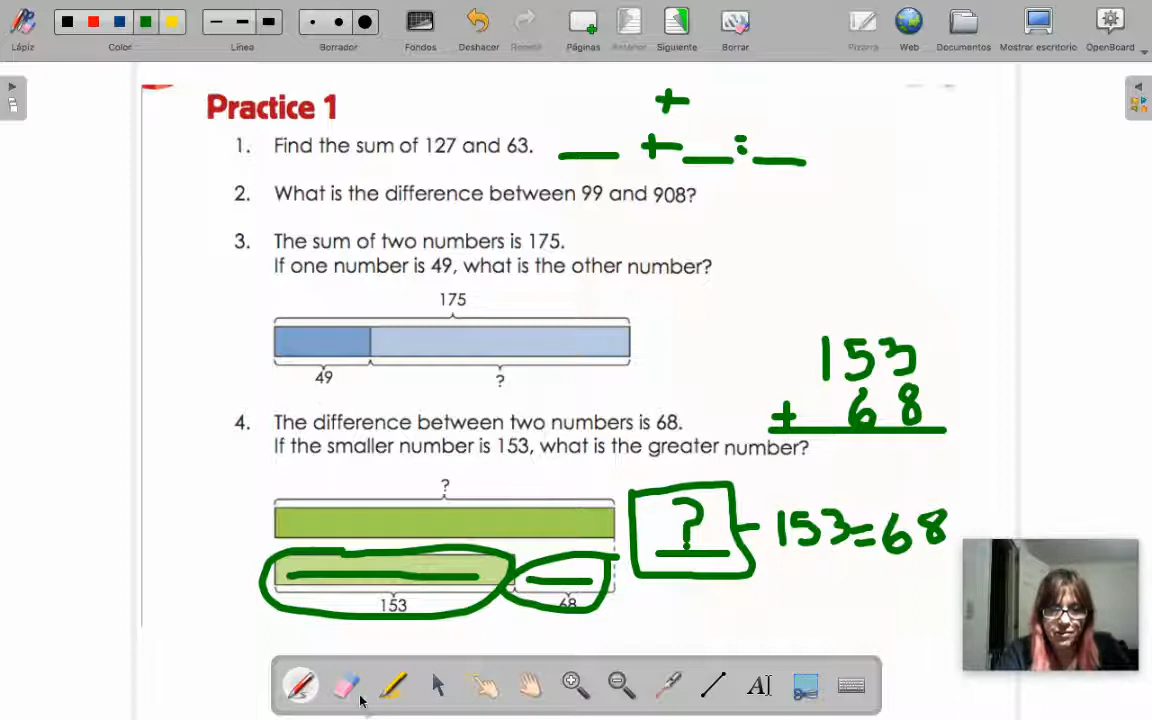 Lápiz
Color
Línea
Borrador
Fondos
Deshacer
Páginas
Siguiente
Borrar
Pizarra
Web
Documentos
Mostrar escritorio
OpenBoard
Practice 1
+
1. Find the sum of 127 and 63. __ + __ : __
2. What is the difference between 99 and 908?
3. The sum of two numbers is 175.
If one number is 49, what is the other number?
175
49
?
153
+ 68
4. The difference between two numbers is 68.
If the smaller number is 153, what is the greater number?
?
? - 153 = 68
153
68
AI